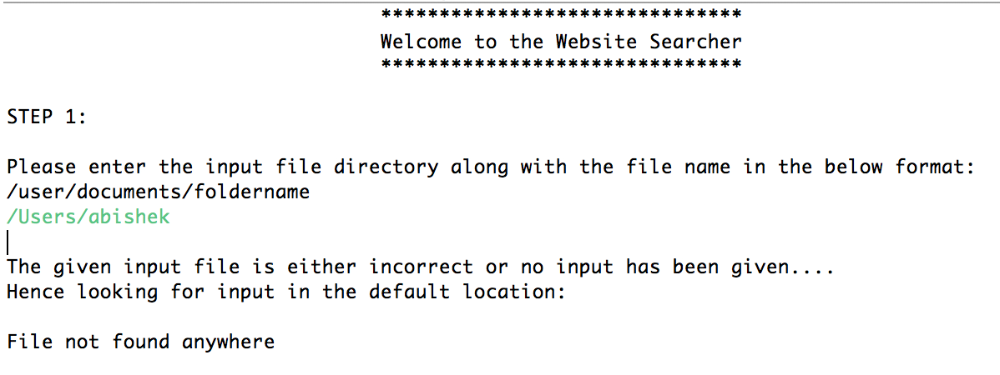 *******************************
Welcome to the Website Searcher
*******************************
STEP 1:
Please enter the input file directory along with the file name in the below format:
/user/documents/foldername
/Users/abishek
The given input file is either incorrect or no input has been given....
Hence looking for input in the default location:
File not found anywhere